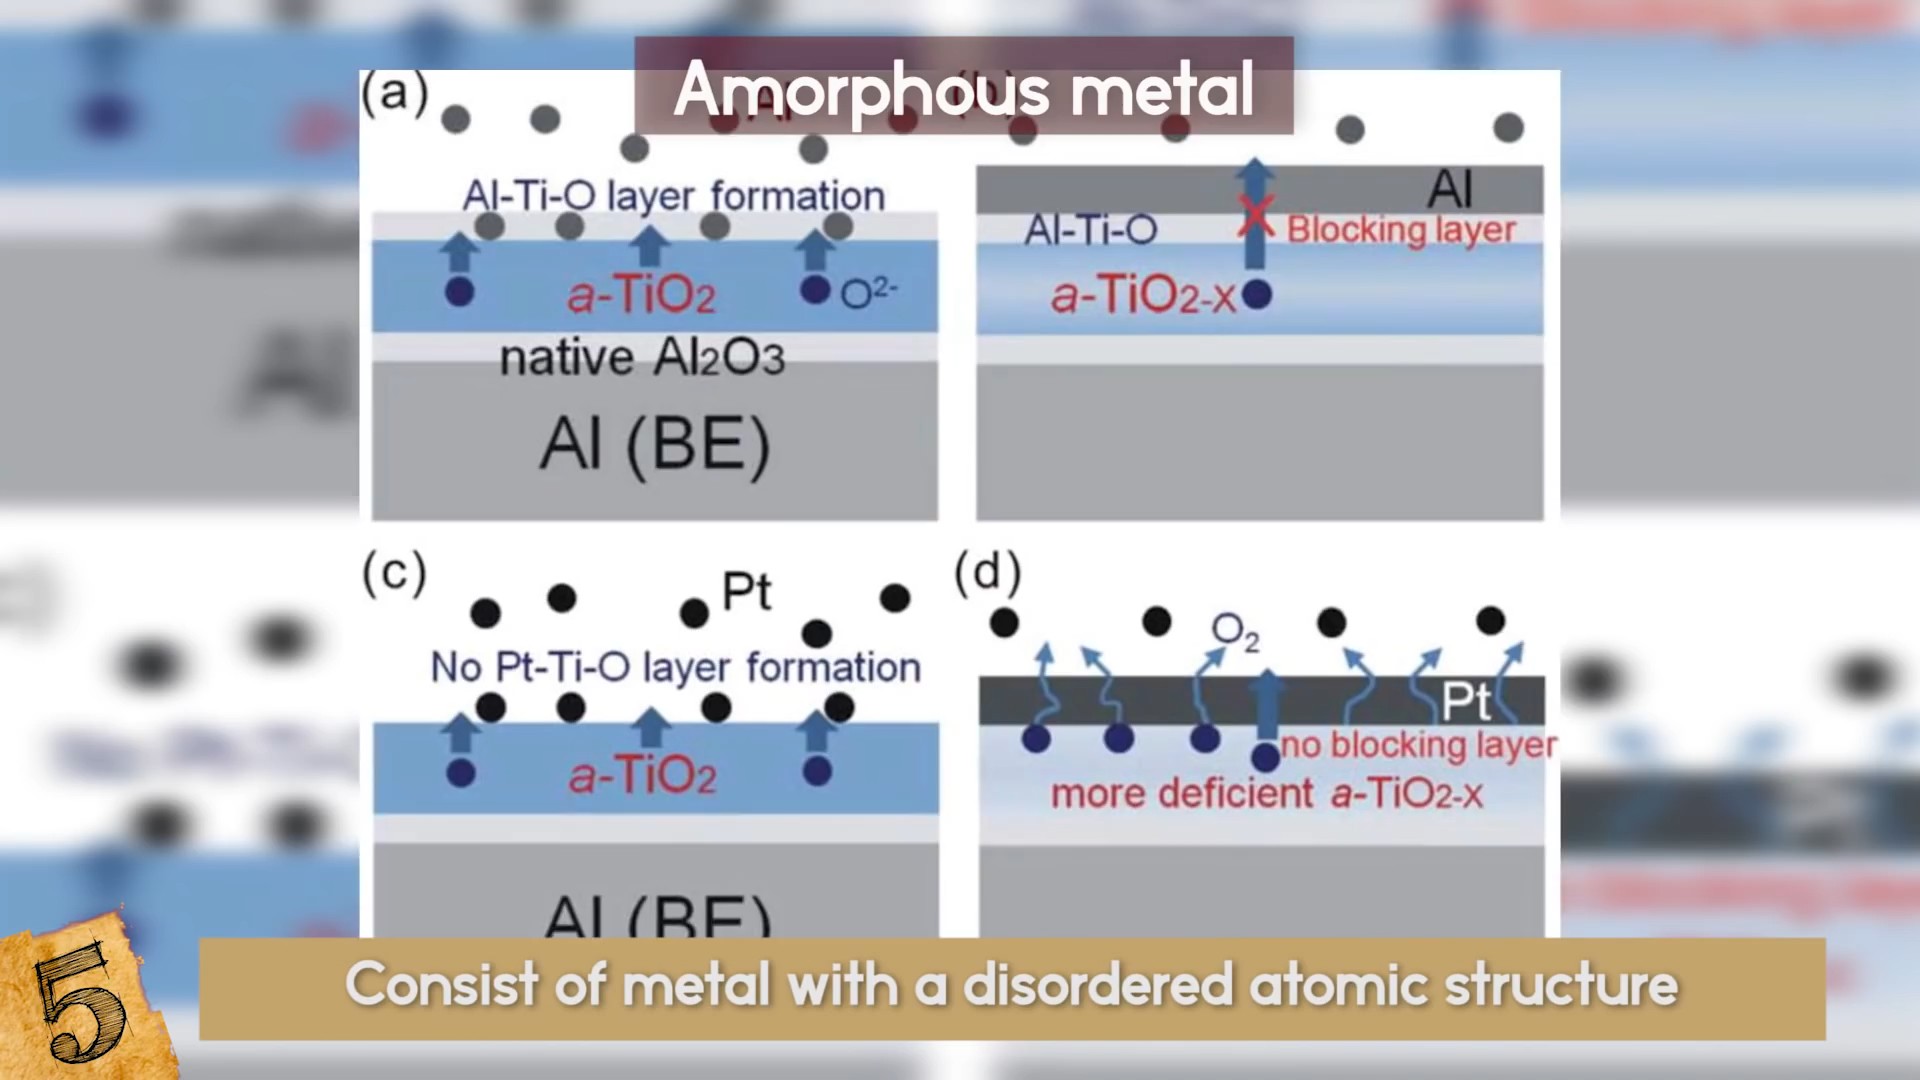 Amorphous metal
(a)
Al
(b)
Al-Ti-O layer formation
a-TiO2
O2-
native Al2O3
Al (BE)
Al
Al-Ti-O
Blocking layer
a-TiO2-X
(c)
Pt
No Pt-Ti-O layer formation
a-TiO2
Al (BE)
(d)
O2
Pt
no blocking layer
more deficient a-TiO2-X
5
Consist of metal with a disordered atomic structure